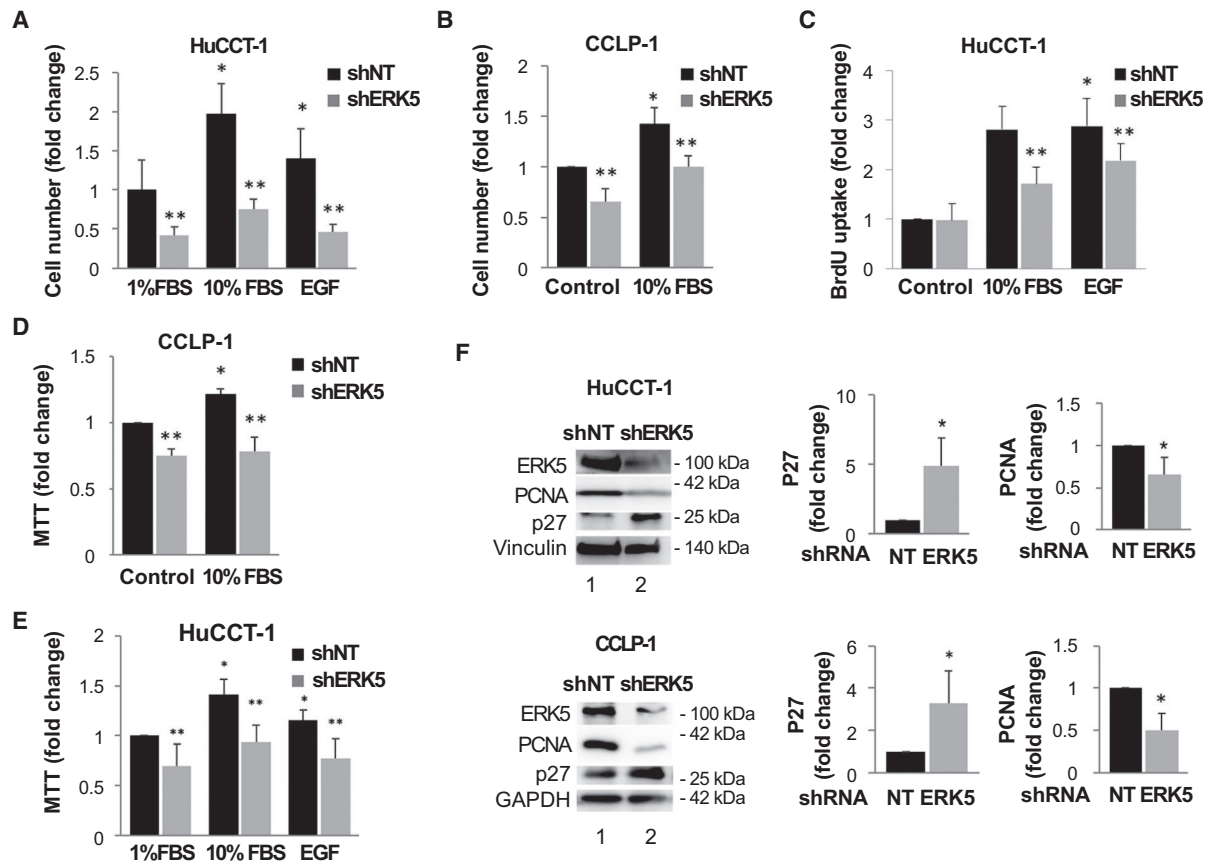 A
HuCCT-1
Cell number (fold change)
2.5
2
1.5
1
0.5
0
*
**
*
**
*
**
shNT
shERK5
1%FBS 10% FBS EGF
B
CCLP-1
Cell number (fold change)
2
1.5
1
0.5
0
**
*
**
shNT
shERK5
Control 10% FBS
C
HuCCT-1
BrdU uptake (fold change)
4
3
2
1
0
**
*
**
shNT
shERK5
Control 10% FBS EGF
D
CCLP-1
MTT (fold change)
1.5
1
0.5
0
**
*
**
shNT
shERK5
Control 10% FBS
E
HuCCT-1
MTT (fold change)
2
1.5
1
0.5
0
**
*
**
*
**
shNT
shERK5
1%FBS 10% FBS EGF
F
HuCCT-1
shNT shERK5
ERK5 - 100 kDa
- 42 kDa
PCNA
p27 - 25 kDa
Vinculin - 140 kDa
1 2
P27
(fold change)
10
5
0
*
shRNA NT ERK5
PCNA
(fold change)
1.5
1
0.5
0
*
shRNA NT ERK5
CCLP-1
shNT shERK5
ERK5 - 100 kDa
- 42 kDa
PCNA
p27 - 25 kDa
GAPDH - 42 kDa
1 2
P27
(fold change)
6
4
2
0
*
shRNA NT ERK5
PCNA
(fold change)
1.5
1
0.5
0
*
shRNA NT ERK5